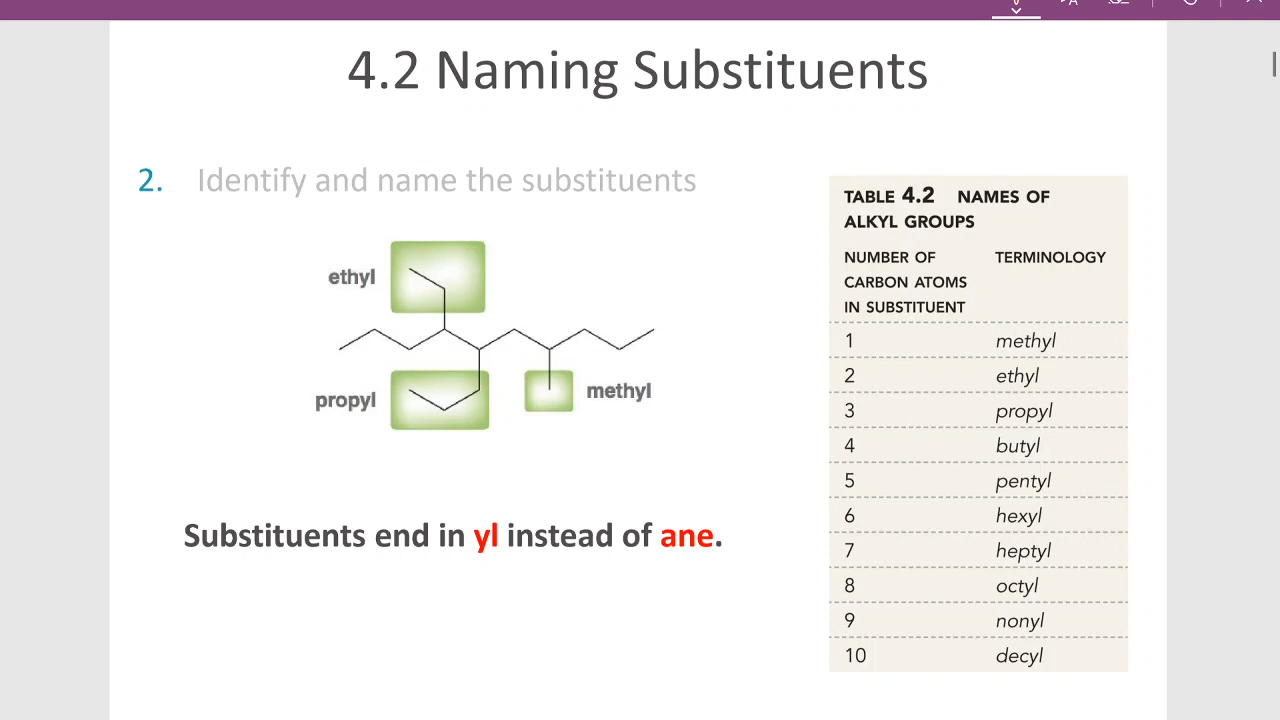 4.2 Naming Substituents
2. Identify and name the substituents
ethyl
propyl
methyl
Substituents end in yl instead of ane.
TABLE 4.2 NAMES OF
ALKYL GROUPS
NUMBER OF TERMINOLOGY
CARBON ATOMS
IN SUBSTITUENT
1 methyl
2 ethyl
3 propyl
4 butyl
5 pentyl
6 hexyl
7 heptyl
8 octyl
9 nonyl
10 decyl